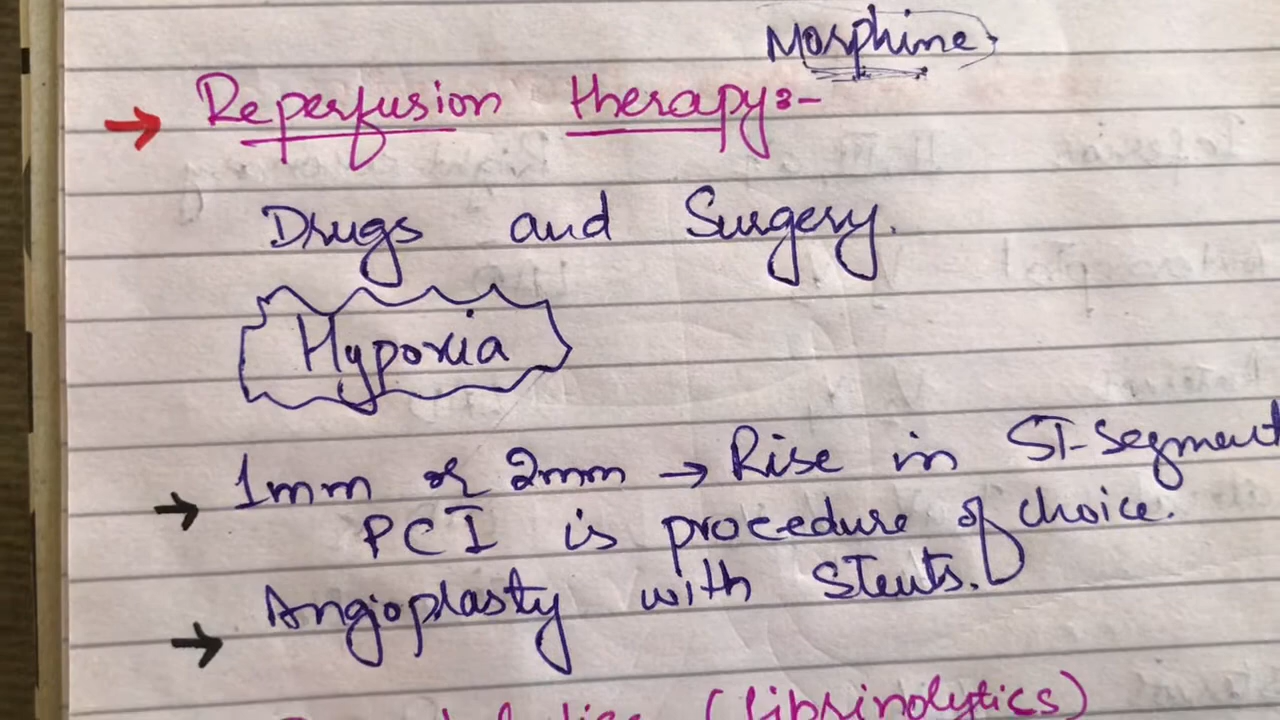 Morphine
→ Reperfusion therapy:-
Drugs and Surgery.
Hypoxia
→ 1mm or 2mm → Rise in ST-segment
PCI is procedure of choice.
→ Angioplasty with stents.
(fibrinolytics)